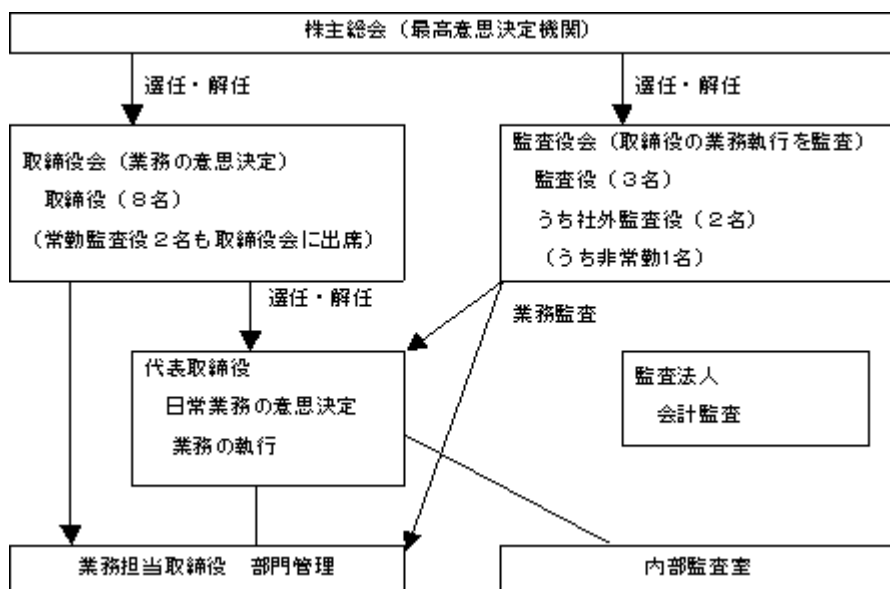 株主総会（最高意思決定機関）
選任・解任
選任・解任
取締役会（業務の意思決定）
取締役（８名）
（常勤監査役２名も取締役会に出席）
監査役会（取締役の業務執行を監査）
監査役（３名）
うち社外監査役（２名）
（うち非常勤1名）
選任・解任
業務監査
代表取締役
日常業務の意思決定
業務の執行
監査法人
会計監査
業務担当取締役　部門管理
内部監査室